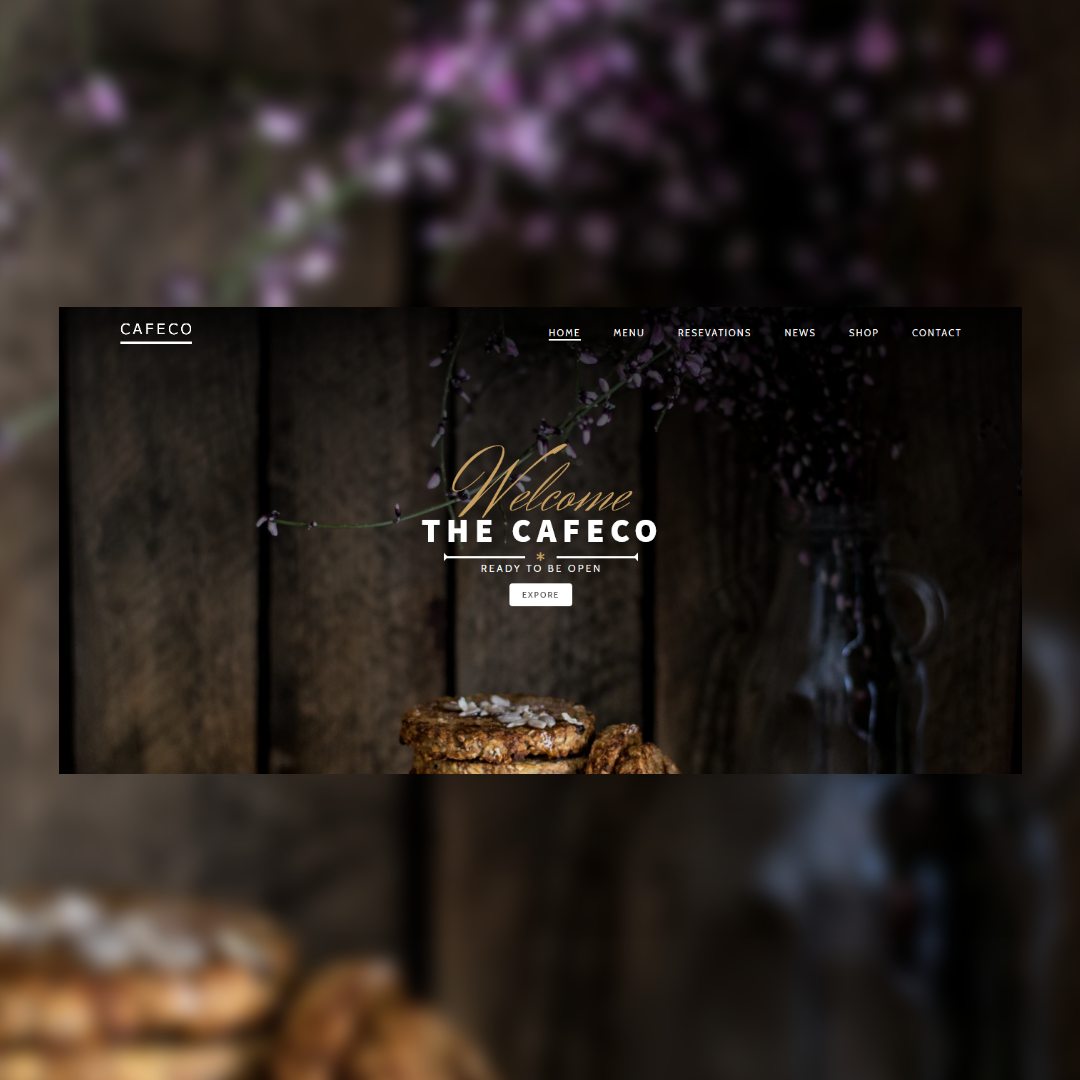 CAFECO
HOME MENU RESEVATIONS NEWS SHOP CONTACT
Welcome
THE CAFECO
READY TO BE OPEN
EXPORE